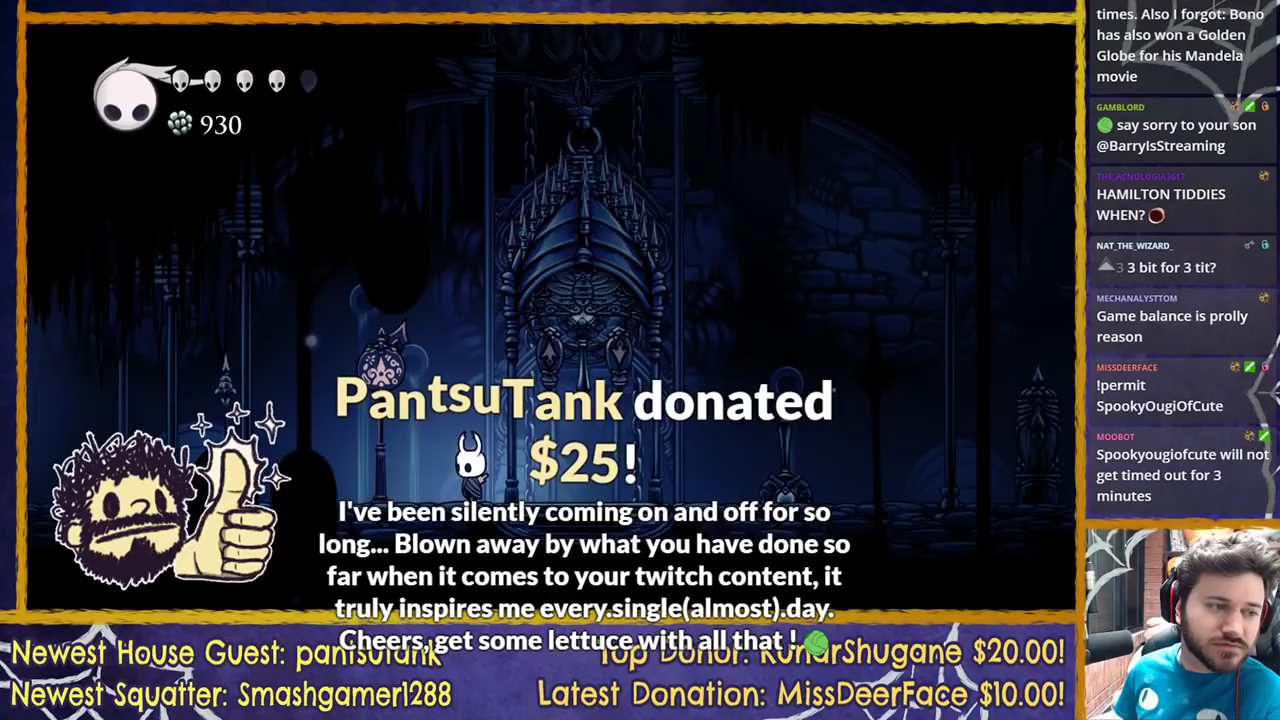 930
PantsuTank donated
$25!
I've been silently coming on and off for so
long... Blown away by what you have done so
far when it comes to your twitch content, it
truly inspires me every.single(almost).day.
Cheers, get some lettuce with all that !
Newest House Guest: pantsutank
Newest Squatter: Smashgamer1288
Top Donor: RunarShugane $20.00!
Latest Donation: MissDeerFace $10.00!
times. Also I forgot: Bono
has also won a Golden
Globe for his Mandela
movie
GAMBLORD
say sorry to your son
@BarryIsStreaming
THE_ACNOLOGIA3617
HAMILTON TIDDIES
WHEN?
NAT_THE_WIZARD_
3 3 bit for 3 tit?
MECHANALYSTTOM
Game balance is prolly
reason
MISSDEERFACE
!permit
SpookyOugiOfCute
MOOBOT
Spookyougiofcute will not
get timed out for 3
minutes